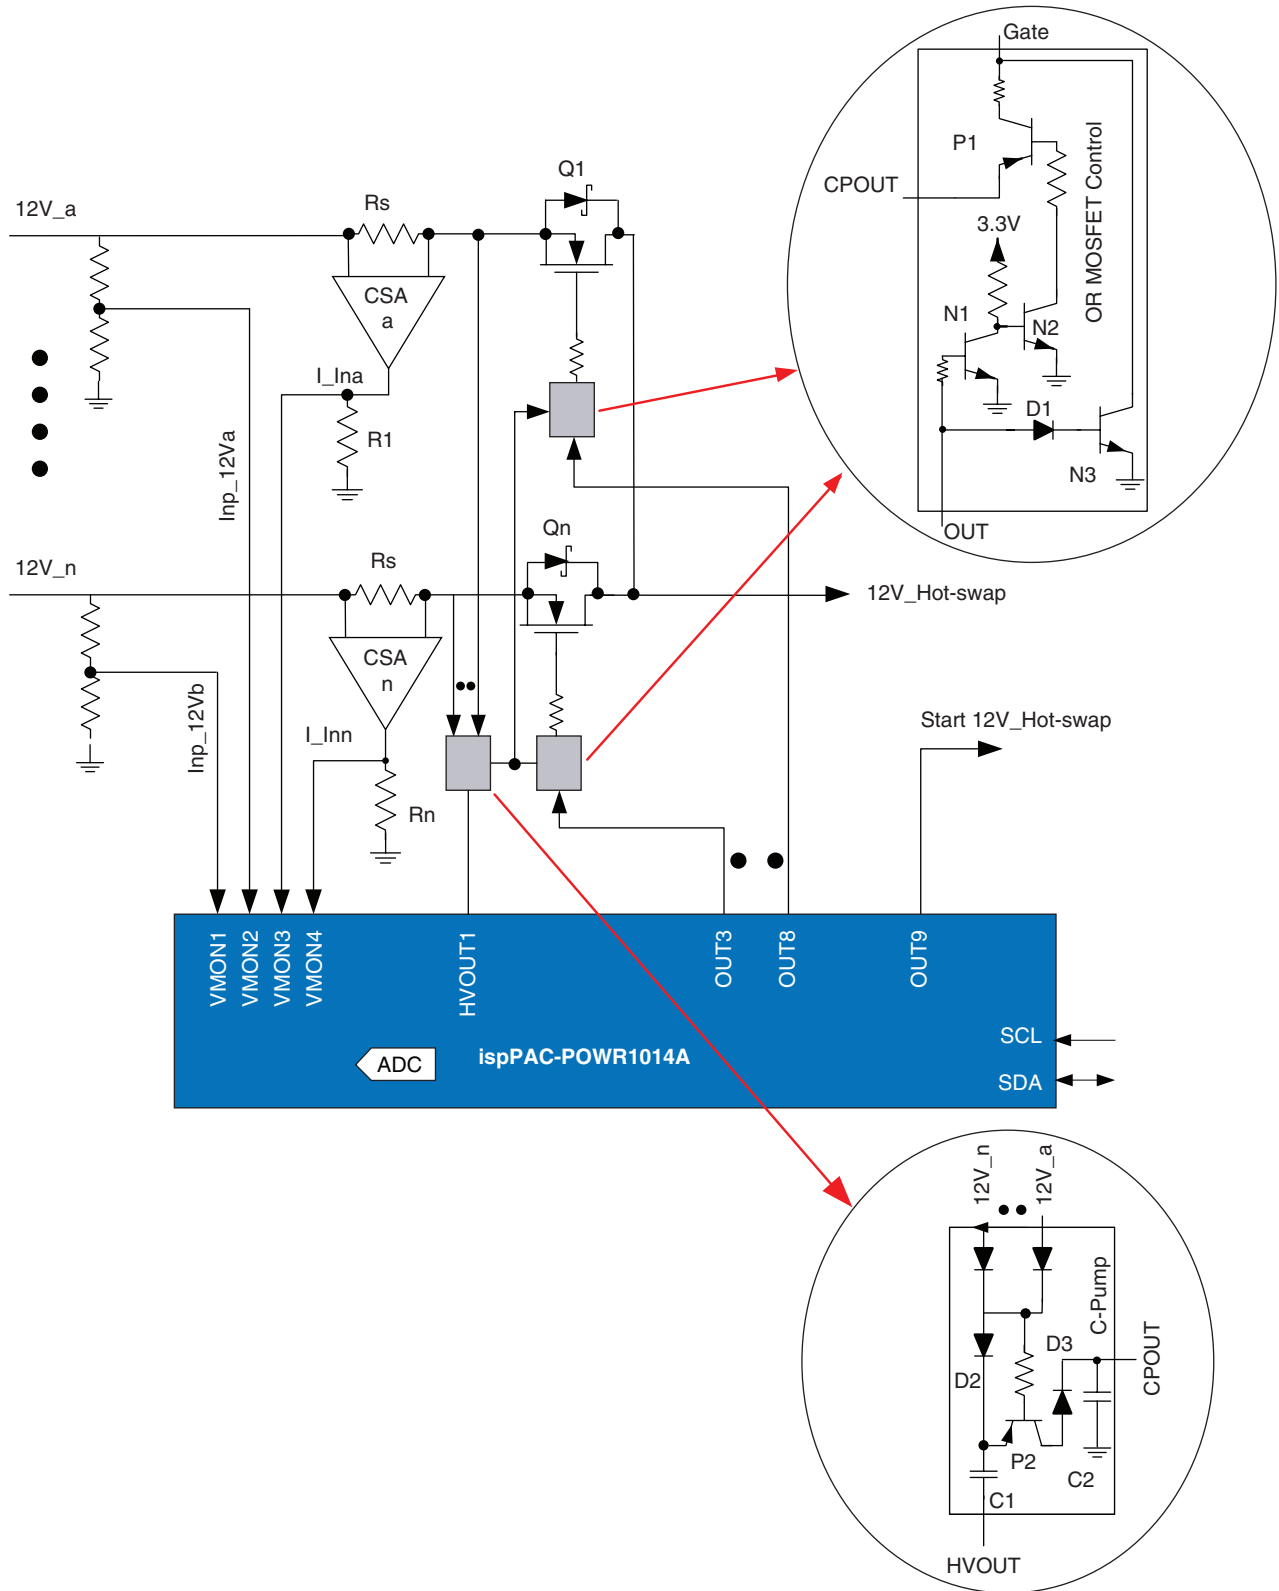 Gate
P1
CPOUT
OR MOSFET Control
3.3V
N1
N2
D1
N3
OUT
Q1
12V_a
Rs
CSA
a
I_Ina
R1
Inp_12Va
Qn
12V_n
Rs
12V_Hot-swap
CSA
n
Inp_12Vb
I_Inn
Rn
Start 12V_Hot-swap
VMON1
VMON2
VMON3
VMON4
HVOUT1
OUT3
OUT8
OUT9
SCL
ADC
ispPAC-POWR1014A
SDA
12V_n
12V_a
C-Pump
D3
CPOUT
D2
P2
C2
C1
HVOUT